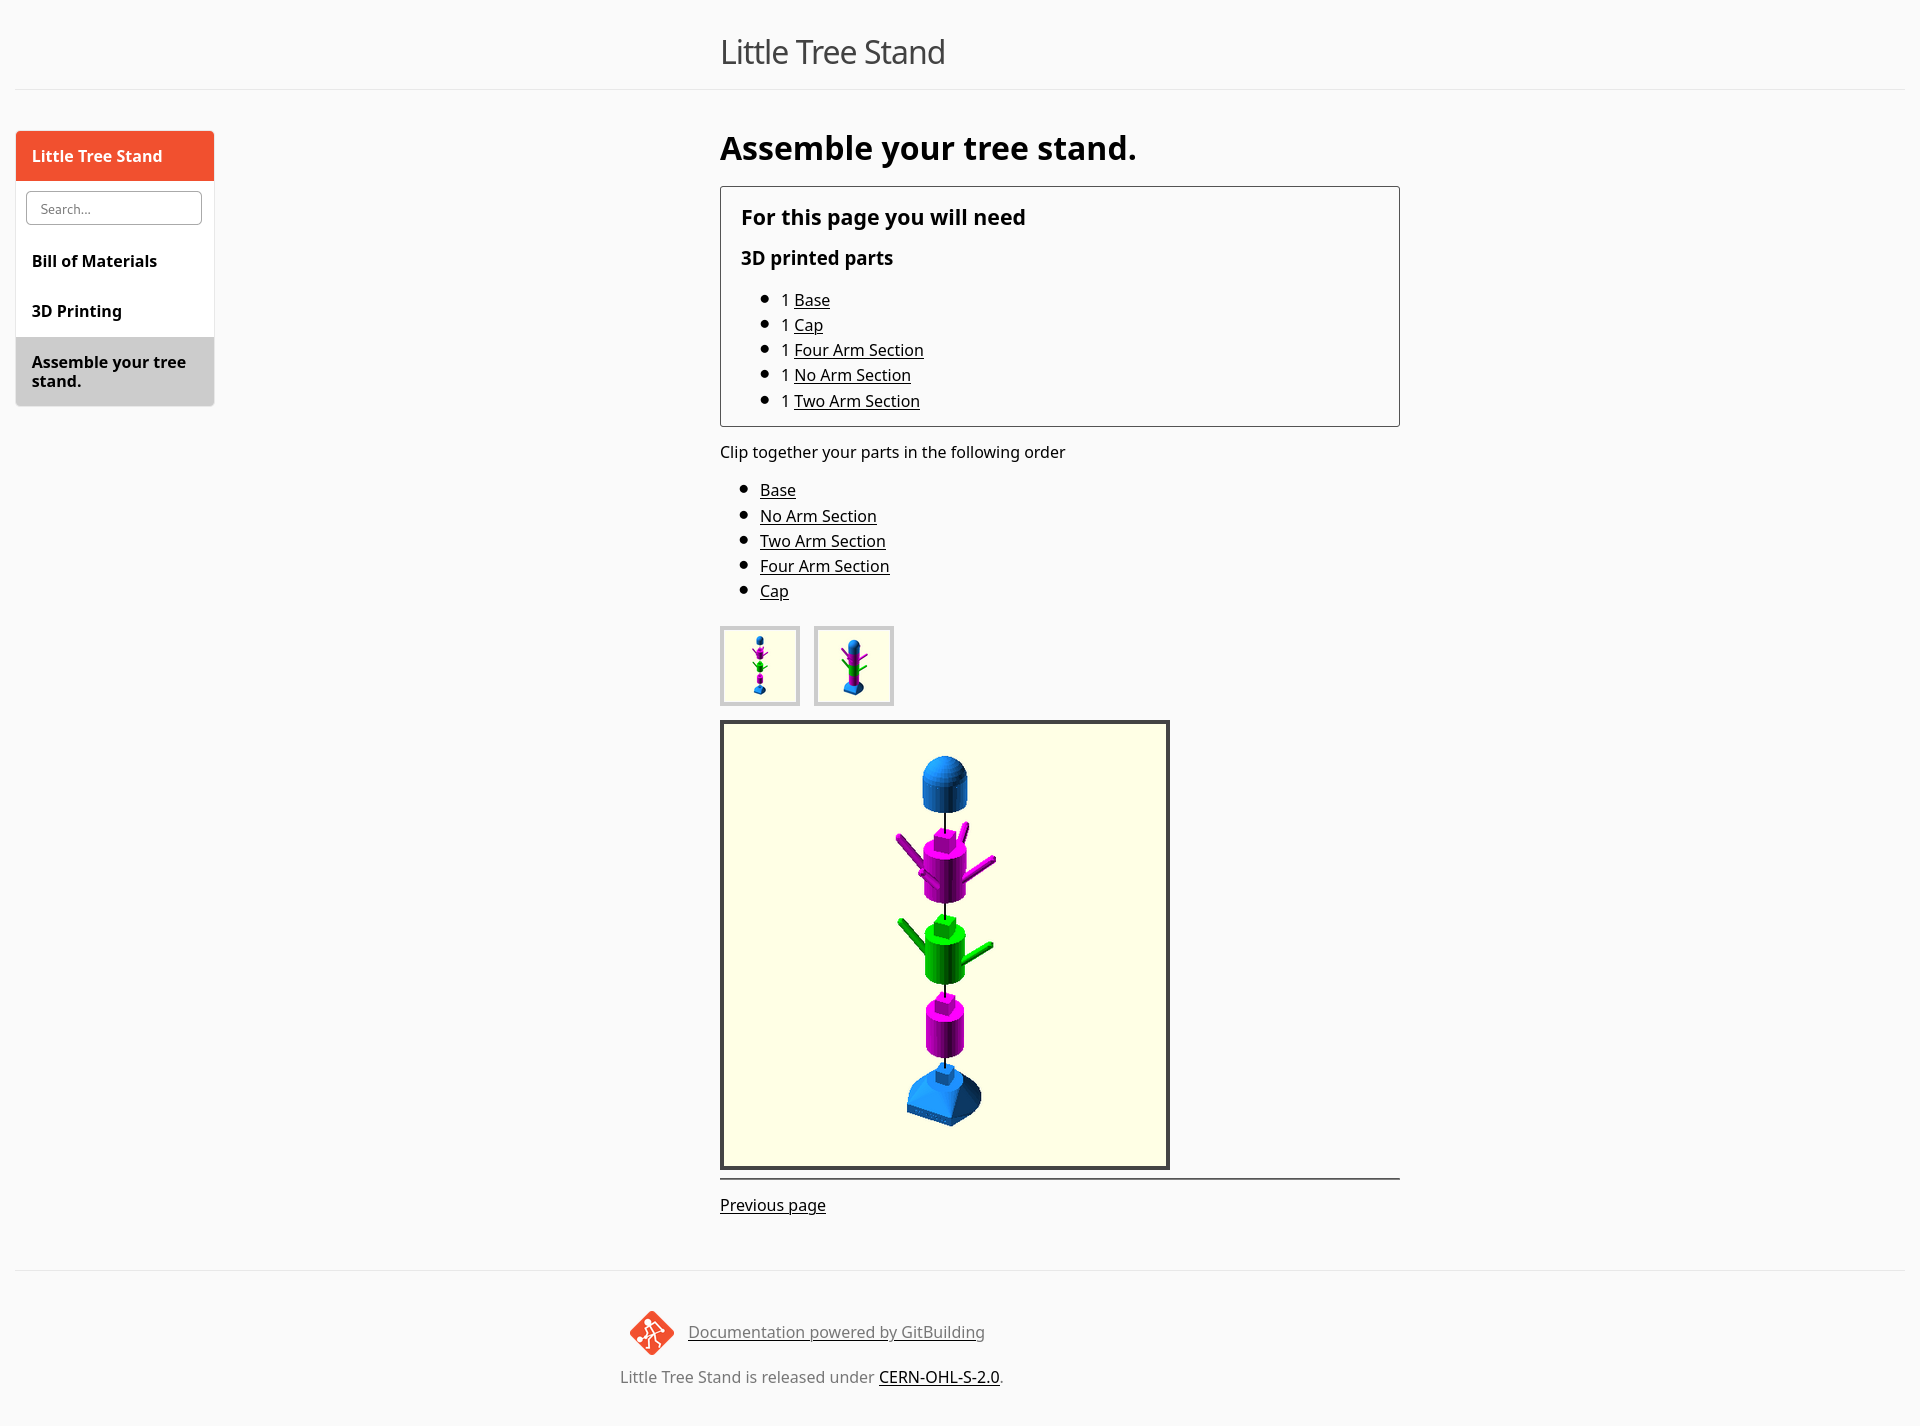 Little Tree Stand
Little Tree Stand
Search...
Bill of Materials
3D Printing
Assemble your tree
stand.
Assemble your tree stand.
For this page you will need
3D printed parts
1 Base
1 Cap
1 Four Arm Section
1 No Arm Section
1 Two Arm Section
Clip together your parts in the following order
Base
No Arm Section
Two Arm Section
Four Arm Section
Cap
Previous page
Documentation powered by GitBuilding
Little Tree Stand is released under CERN-OHL-S-2.0.